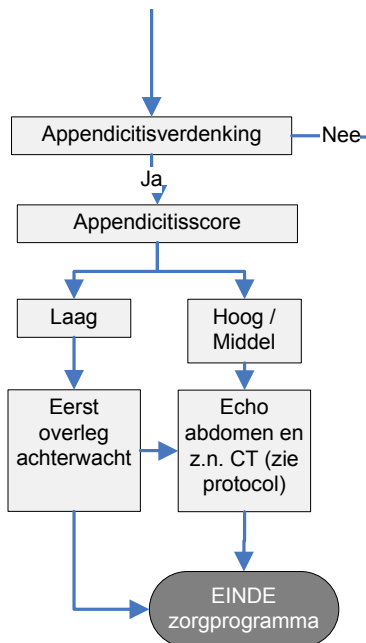 Appendicitisverdenking
Nee
Ja
Appendicitisscore
Laag
Hoog /
Middel
Eerst
overleg
achterwacht
Echo
abdomen en
z.n. CT (zie
protocol)
EINDE
zorgprogramma